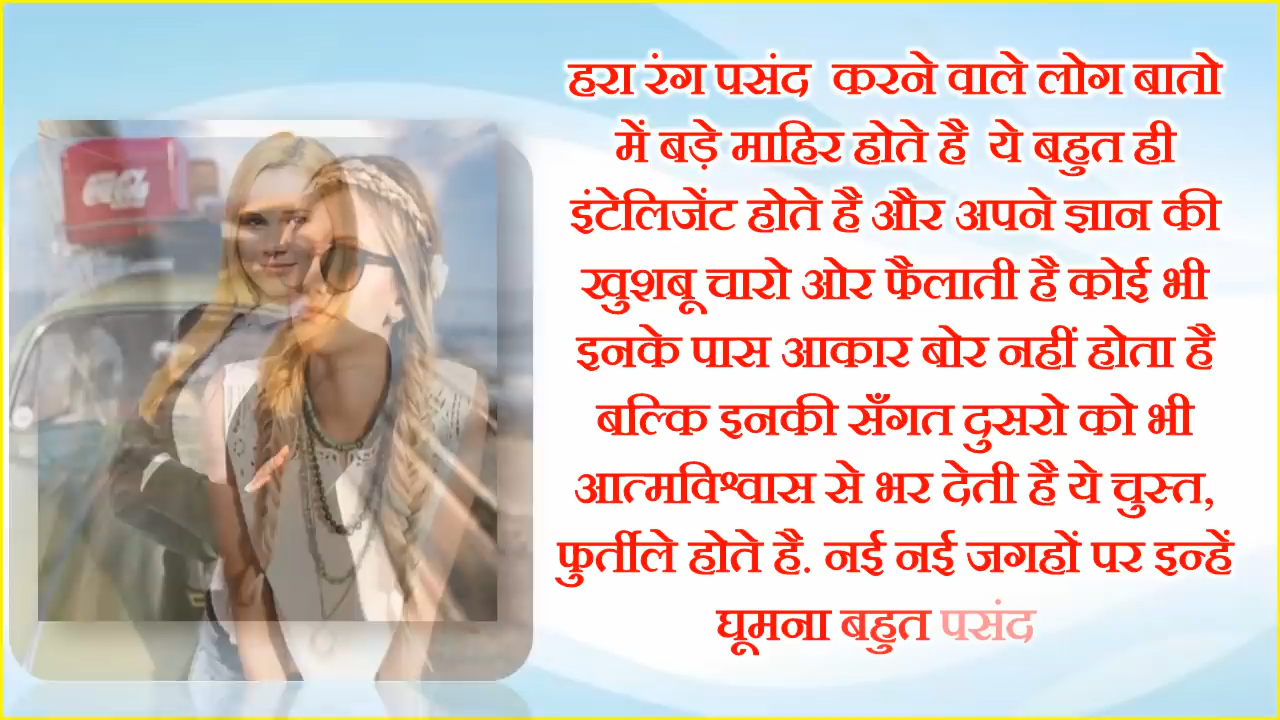 हरा रंग पसंद करने वाले लोग बातो
में बड़े माहिर होते है ये बहुत ही
इंटेलिजेंट होते है और अपने ज्ञान की
खुशबू चारो ओर फैलाती है कोई भी
इनके पास आकार बोर नहीं होता है
बल्कि इनकी सँगत दुसरो को भी
आत्मविश्वास से भर देती है ये चुस्त,
फुर्तीले होते है. नई नई जगहों पर इन्हें
घूमना बहुत पसंद